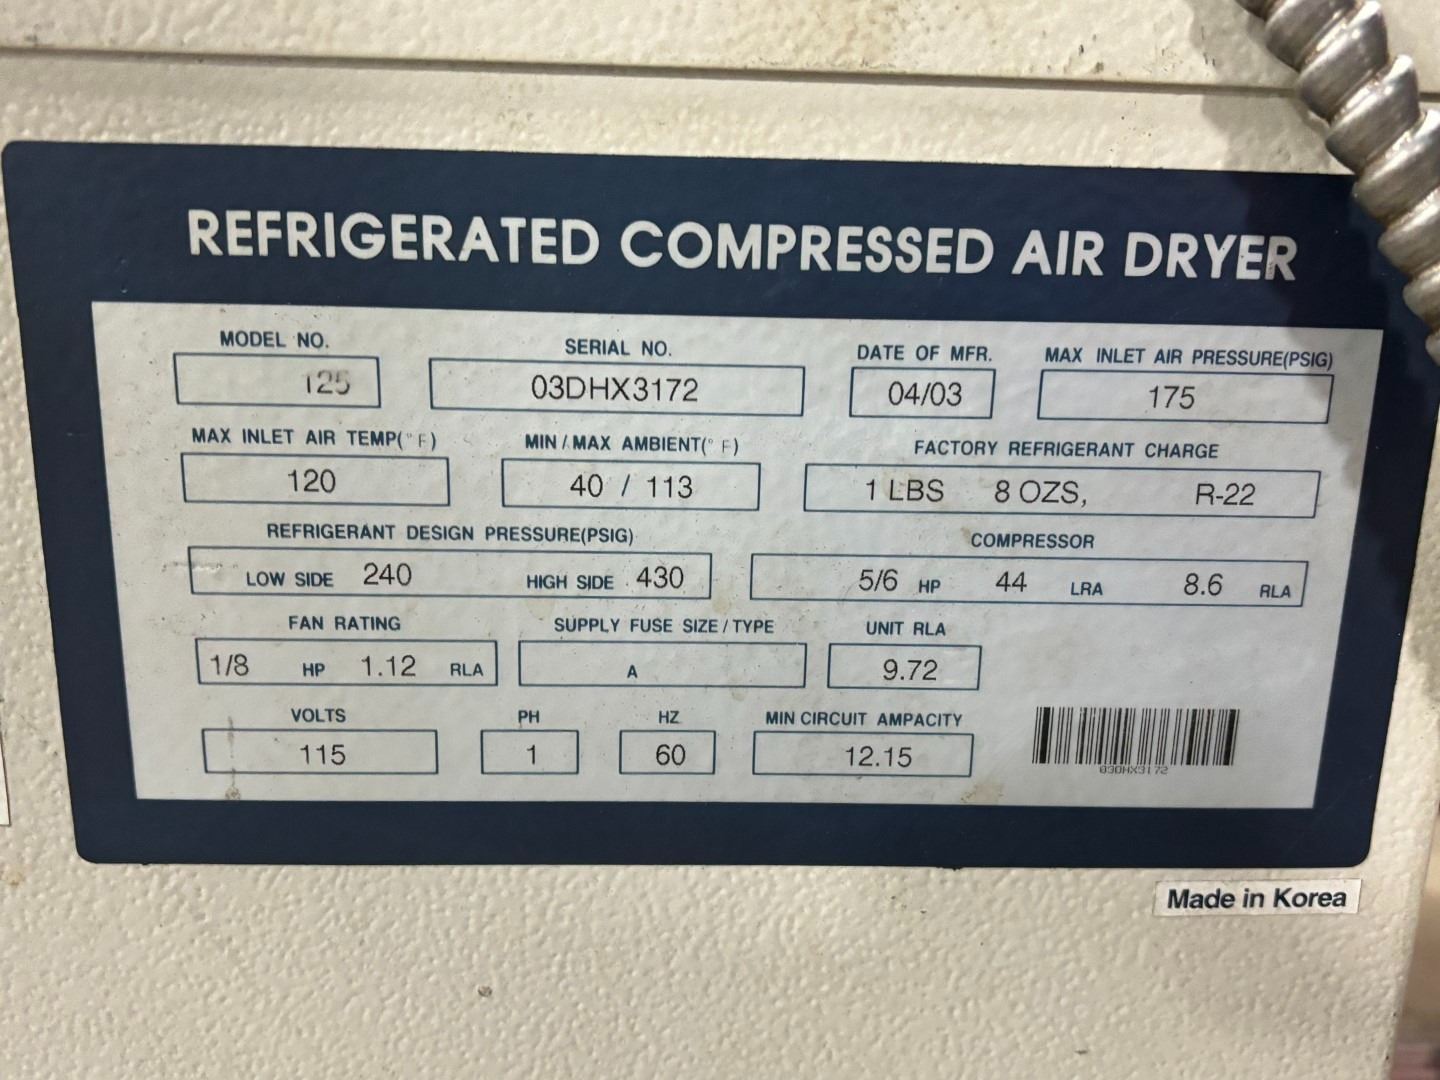 REFRIGERATED COMPRESSED AIR DRYER
MODEL NO. SERIAL NO. DATE OF MFR. MAX INLET AIR PRESSURE(PSIG)
125 03DHX3172 04/03 175
MAX INLET AIR TEMP(°F) MIN/MAX AMBIENT(°F) FACTORY REFRIGERANT CHARGE
120 40 / 113 1 LBS 8 OZS, R-22
REFRIGERANT DESIGN PRESSURE(PSIG) COMPRESSOR
LOW SIDE 240 HIGH SIDE 430 5/6 HP 44 LRA 8.6 RLA
FAN RATING SUPPLY FUSE SIZE/TYPE UNIT RLA
1/8 HP 1.12 RLA A 9.72
VOLTS PH HZ MIN CIRCUIT AMPACITY
115 1 60 12.15
03DHX3172
Made in Korea